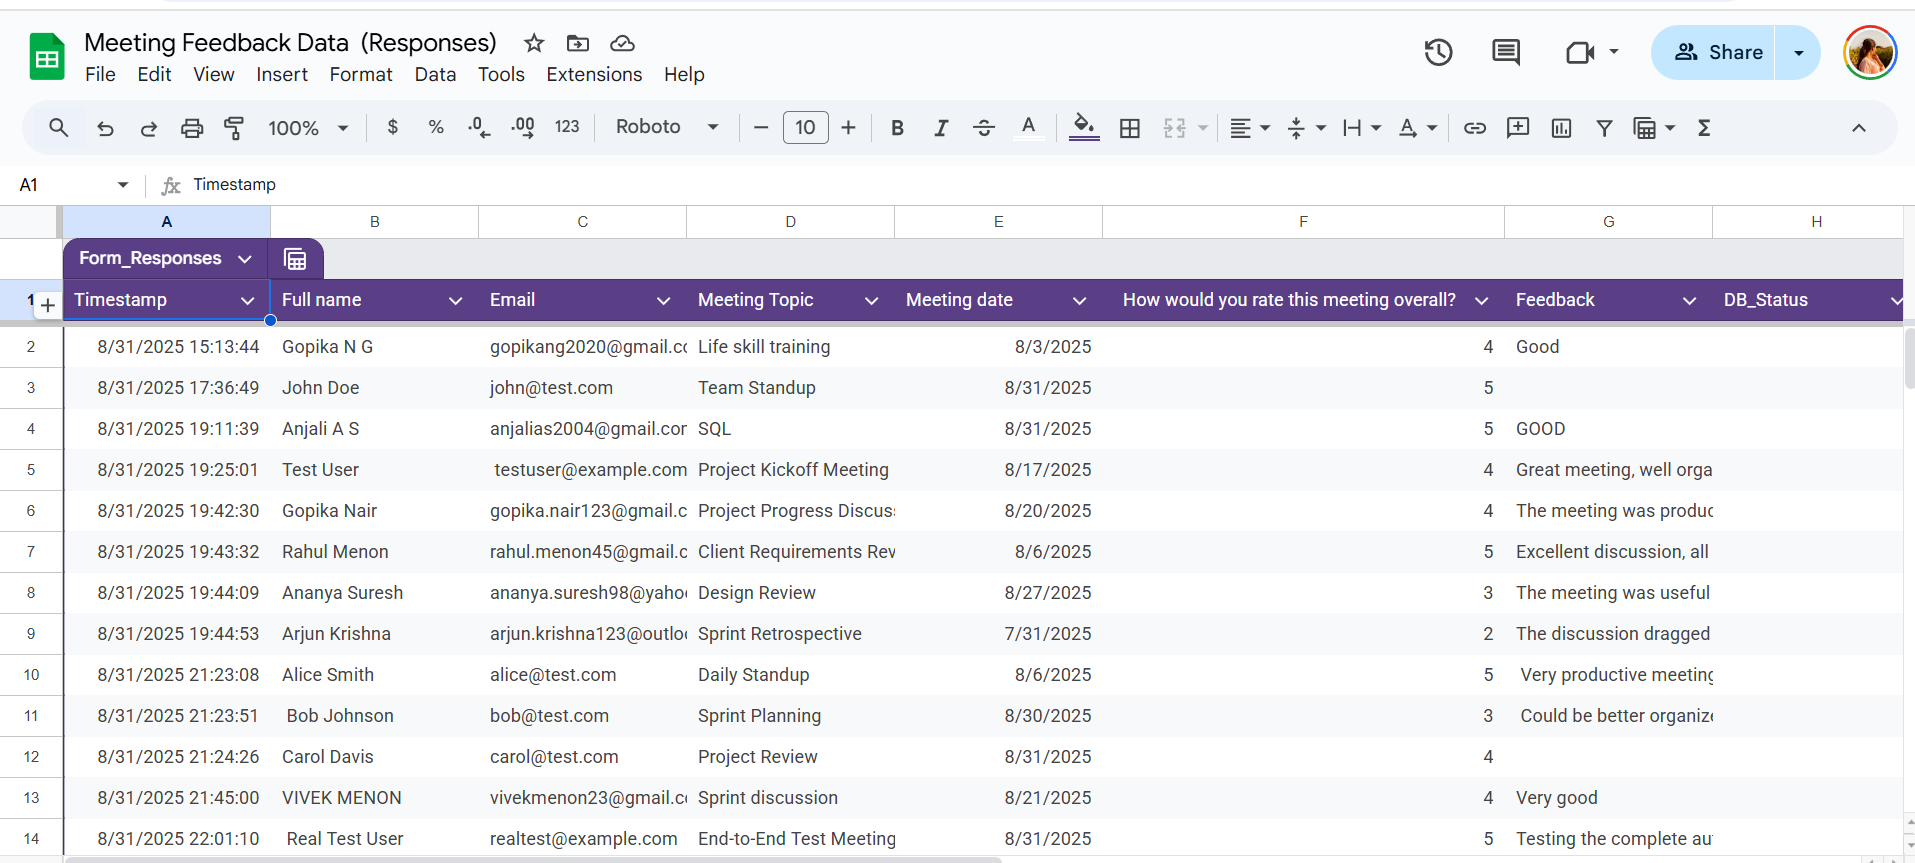 Meeting Feedback Data (Responses)
File Edit View Insert Format Data Tools Extensions Help
Share
100% $ % .0 .00 123 Roboto 10 B I S A A Σ
A1 fx Timestamp
A B C D E F G H
Form_Responses
1 Timestamp Full name Email Meeting Topic Meeting date How would you rate this meeting overall? Feedback DB_Status
2 8/31/2025 15:13:44 Gopika N G gopikang2020@gmail.cc Life skill training 8/3/2025 4 Good
3 8/31/2025 17:36:49 John Doe john@test.com Team Standup 8/31/2025 5
4 8/31/2025 19:11:39 Anjali A S anjalias2004@gmail.cor SQL 8/31/2025 5 GOOD
5 8/31/2025 19:25:01 Test User testuser@example.com Project Kickoff Meeting 8/17/2025 4 Great meeting, well orga
6 8/31/2025 19:42:30 Gopika Nair gopika.nair123@gmail.c Project Progress Discus 8/20/2025 4 The meeting was produc
7 8/31/2025 19:43:32 Rahul Menon rahul.menon45@gmail.c Client Requirements Rev 8/6/2025 5 Excellent discussion, all
8 8/31/2025 19:44:09 Ananya Suresh ananya.suresh98@yaho Design Review 8/27/2025 3 The meeting was useful
9 8/31/2025 19:44:53 Arjun Krishna arjun.krishna123@outlo Sprint Retrospective 7/31/2025 2 The discussion dragged
10 8/31/2025 21:23:08 Alice Smith alice@test.com Daily Standup 8/6/2025 5 Very productive meeting
11 8/31/2025 21:23:51 Bob Johnson bob@test.com Sprint Planning 8/30/2025 3 Could be better organize
12 8/31/2025 21:24:26 Carol Davis carol@test.com Project Review 8/31/2025 4
13 8/31/2025 21:45:00 VIVEK MENON vivekmenon23@gmail.c Sprint discussion 8/21/2025 4 Very good
14 8/31/2025 22:01:10 Real Test User realtest@example.com End-to-End Test Meeting 8/31/2025 5 Testing the complete au